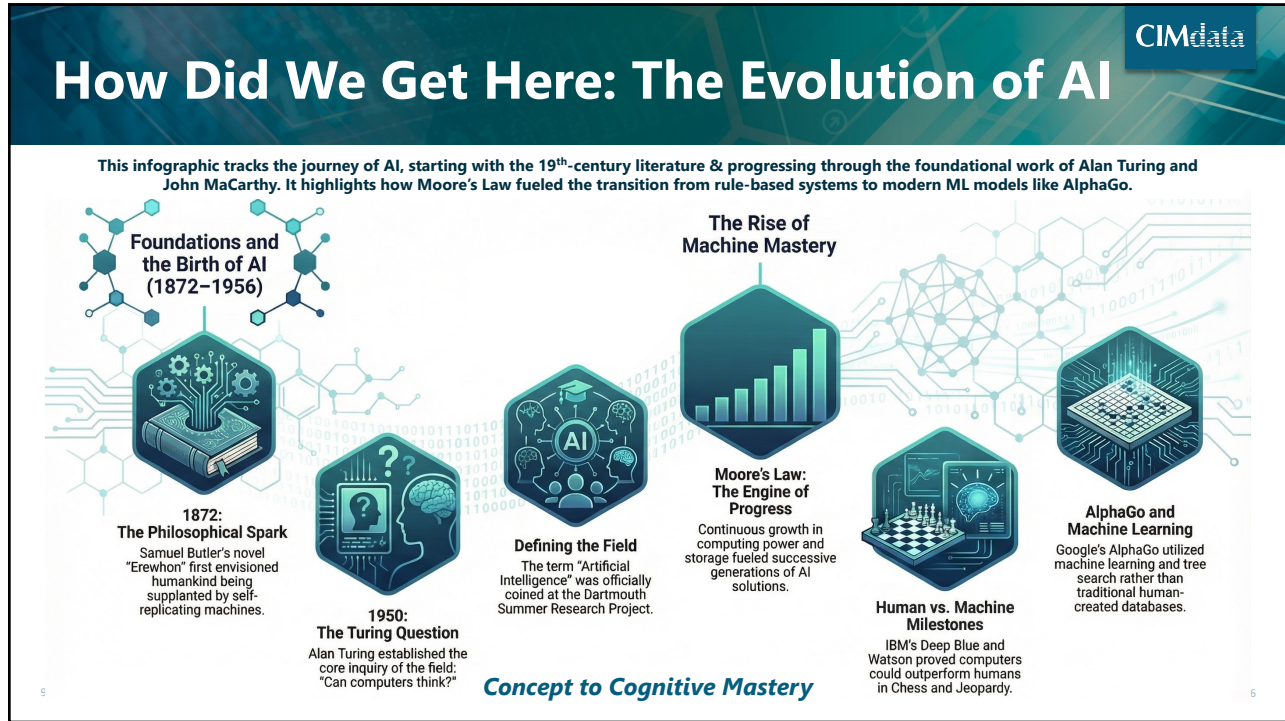 CIMdata
How Did We Get Here: The Evolution of AI
This infographic tracks the journey of AI, starting with the 19th-century literature & progressing through the foundational work of Alan Turing and
John MaCarthy. It highlights how Moore's Law fueled the transition from rule-based systems to modern ML models like AlphaGo.
Foundations and
the Birth of AI
(1872–1956)
1872:
The Philosophical Spark
Samuel Butler's novel
"Erewhon" first envisioned
humankind being
supplanted by self-
replicating machines.
?
? ?
1950:
The Turing Question
Alan Turing established the
core inquiry of the field:
"Can computers think?"
AI
Defining the Field
The term "Artificial
Intelligence" was officially
coined at the Dartmouth
Summer Research Project.
The Rise of
Machine Mastery
Moore's Law:
The Engine of
Progress
Continuous growth in
computing power and
storage fueled successive
generations of AI
solutions.
Human vs. Machine
Milestones
IBM's Deep Blue and
Watson proved computers
could outperform humans
in Chess and Jeopardy.
AlphaGo and
Machine Learning
Google's AlphaGo utilized
machine learning and tree
search rather than
traditional human-
created databases.
Concept to Cognitive Mastery
9
6